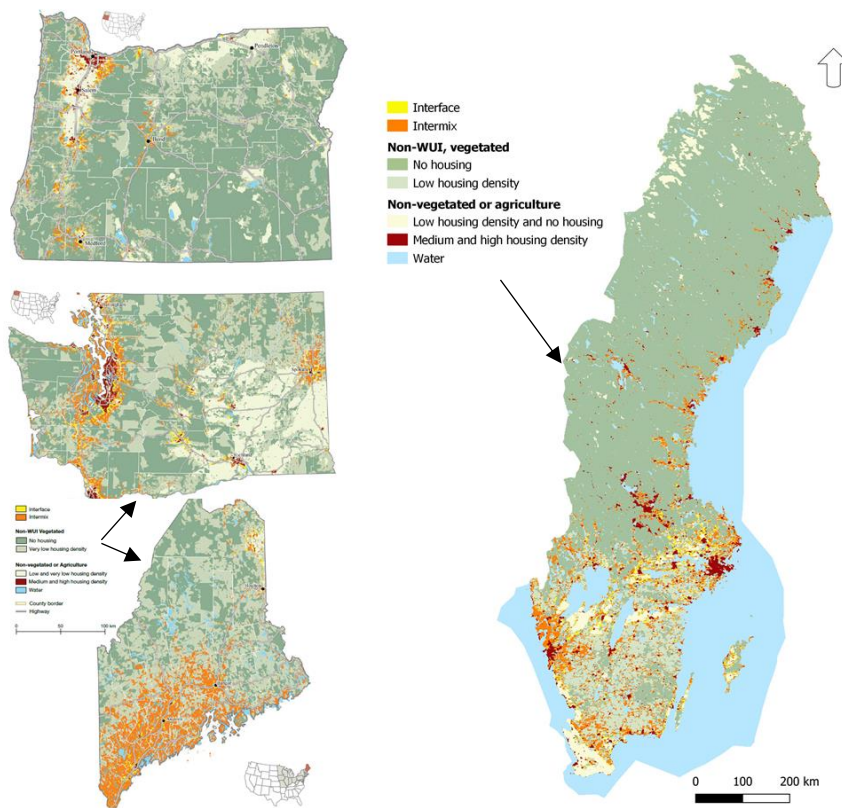 Portland
Pendleton
Salem
Bend
Medford
Interface
Intermix
Non-WUI, vegetated
No housing
Low housing density
Non-vegetated or agriculture
Low housing density and no housing
Medium and high housing density
Water
Spokane
Interface
Intermix
Non-WUI Vegetated
No housing
Very low housing density
Non-vegetated or Agriculture
Low and very low housing density
Medium and high housing density
Water
County border
Highway
0 50 100 km
0 100 200 km